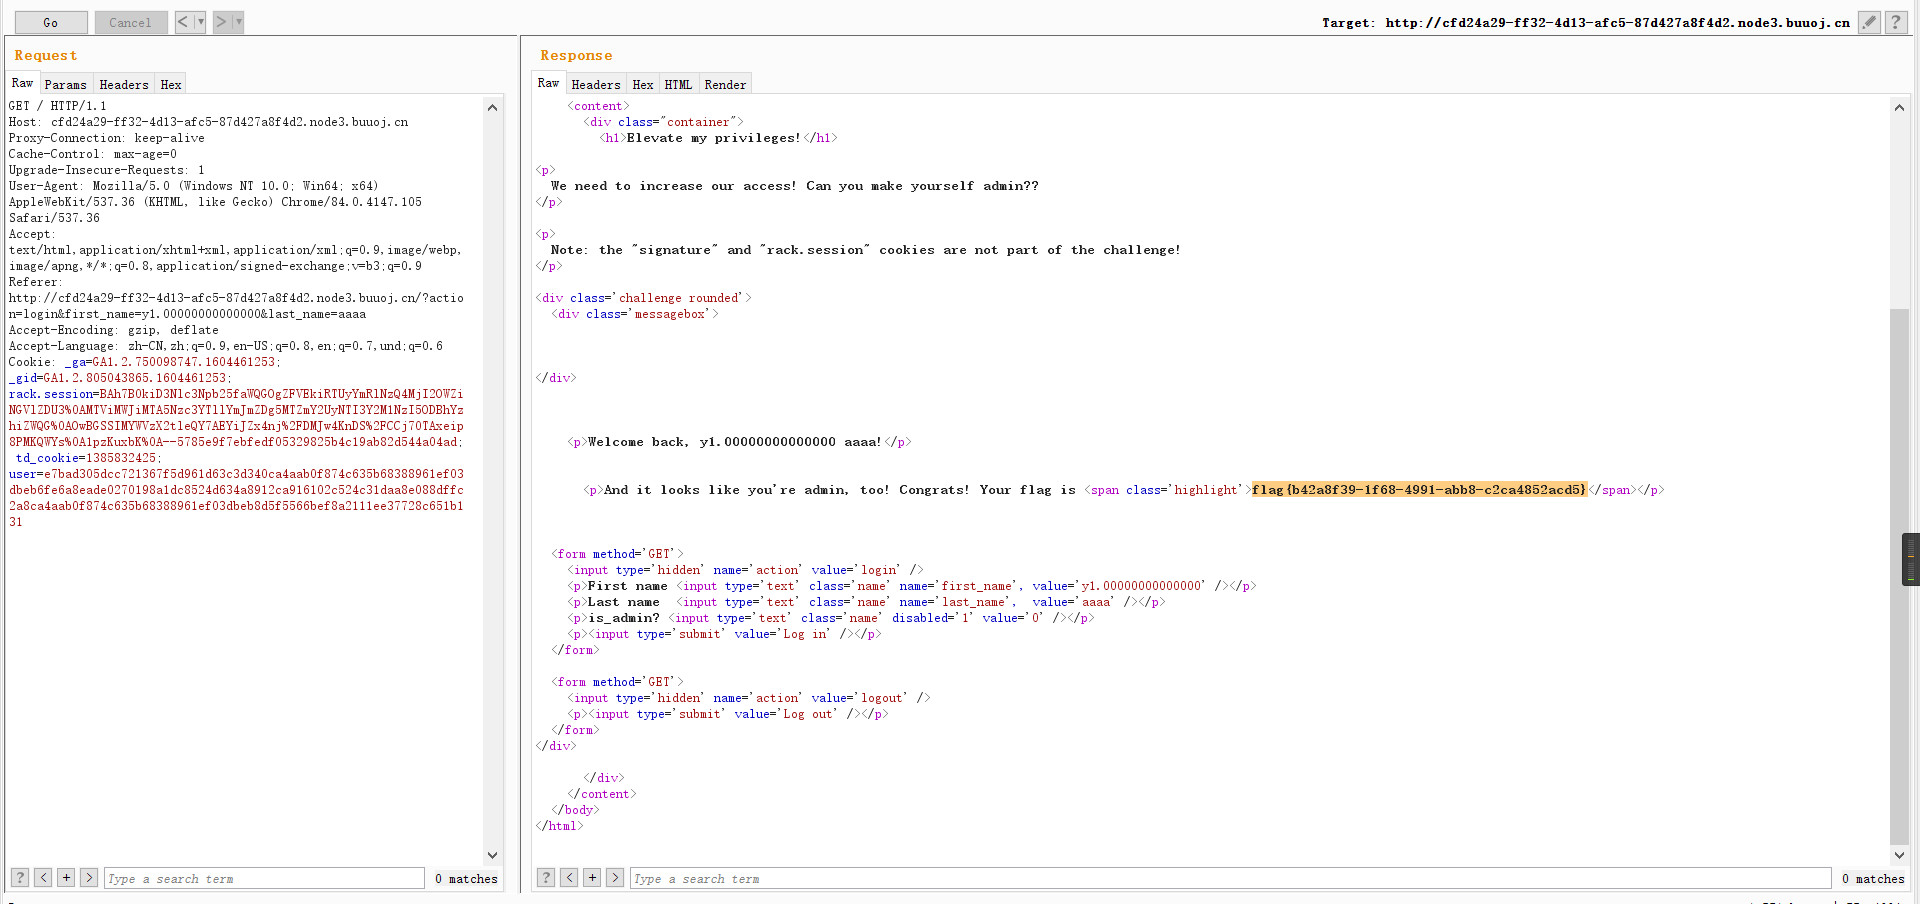 Go Cancel < > Target: http://cfd24a29-ff32-4d13-afc5-87d427a8f4d2.node3.buuoj.cn ?
Request
Raw Params Headers Hex
GET / HTTP/1.1
Host: cfd24a29-ff32-4d13-afc5-87d427a8f4d2.node3.buuoj.cn
Proxy-Connection: keep-alive
Cache-Control: max-age=0
Upgrade-Insecure-Requests: 1
User-Agent: Mozilla/5.0 (Windows NT 10.0; Win64; x64)
AppleWebKit/537.36 (KHTML, like Gecko) Chrome/84.0.4147.105
Safari/537.36
Accept:
text/html,application/xhtml+xml,application/xml;q=0.9,image/webp,
image/apng,*/*;q=0.8,application/signed-exchange;v=b3;q=0.9
Referer:
http://cfd24a29-ff32-4d13-afc5-87d427a8f4d2.node3.buuoj.cn/?actio
n=login&first_name=y1.00000000000000&last_name=aaaa
Accept-Encoding: gzip, deflate
Accept-Language: zh-CN,zh;q=0.9,en-US;q=0.8,en;q=0.7,und;q=0.6
Cookie: _ga=GA1.2.750098747.1604461253;
_gid=GA1.2.805043865.1604461253;
rack.session=BAh7B0kiD3Nlc3Npb25faWQGOgZFVEkiRTUyYmRlNzQ4MjI2OWZi
NGVlZDU3%0AMTViMWJiMTA5Nzc3YTllYmJmZDg5MTZmY2UyNTI3Y2M1NzI5ODBhYz
hiZWQG%0AOwBGSSIMYWVzX2tleQY7AEYiJZx4nj%2FDMJw4KnDS%2FCCj70TAxeip
8PMKQWYs%0A1pzKuxbK%0A--5785e9f7ebfedf05329825b4c19ab82d544a04ad;
td_cookie=1385832425;
user=e7bad305dcc721367f5d961d63c3d340ca4aab0f874c635b68388961ef03
dbeb6fe6a8eade0270198a1dc8524d634a8912ca916102c524c31daa8e088dffc
2a8ca4aab0f874c635b68388961ef03dbeb8d5f5566bef8a2111ee37728c651b1
31
? < + > Type a search term 0 matches
Response
Raw Headers Hex HTML Render
<content>
<div class="container">
<h1>Elevate my privileges!</h1>
<p>
We need to increase our access! Can you make yourself admin??
</p>
<p>
Note: the "signature" and "rack.session" cookies are not part of the challenge!
</p>
<div class='challenge rounded'>
<div class='messagebox'>
</div>
<p>Welcome back, y1.00000000000000 aaaa!</p>
<p>And it looks like you're admin, too! Congrats! Your flag is <span class='highlight'>flag{b42a8f39-1f68-4991-abb8-c2ca4852acd5}</span></p>
<form method='GET'>
<input type='hidden' name='action' value='login' />
<p>First name <input type='text' class='name' name='first_name', value='y1.00000000000000' /></p>
<p>Last name <input type='text' class='name' name='last_name', value='aaaa' /></p>
<p>is_admin? <input type='text' class='name' disabled='1' value='0' /></p>
<p><input type='submit' value='Log in' /></p>
</form>
<form method='GET'>
<input type='hidden' name='action' value='logout' />
<p><input type='submit' value='Log out' /></p>
</form>
</div>
</div>
</content>
</body>
</html>
? < + > Type a search term 0 matches